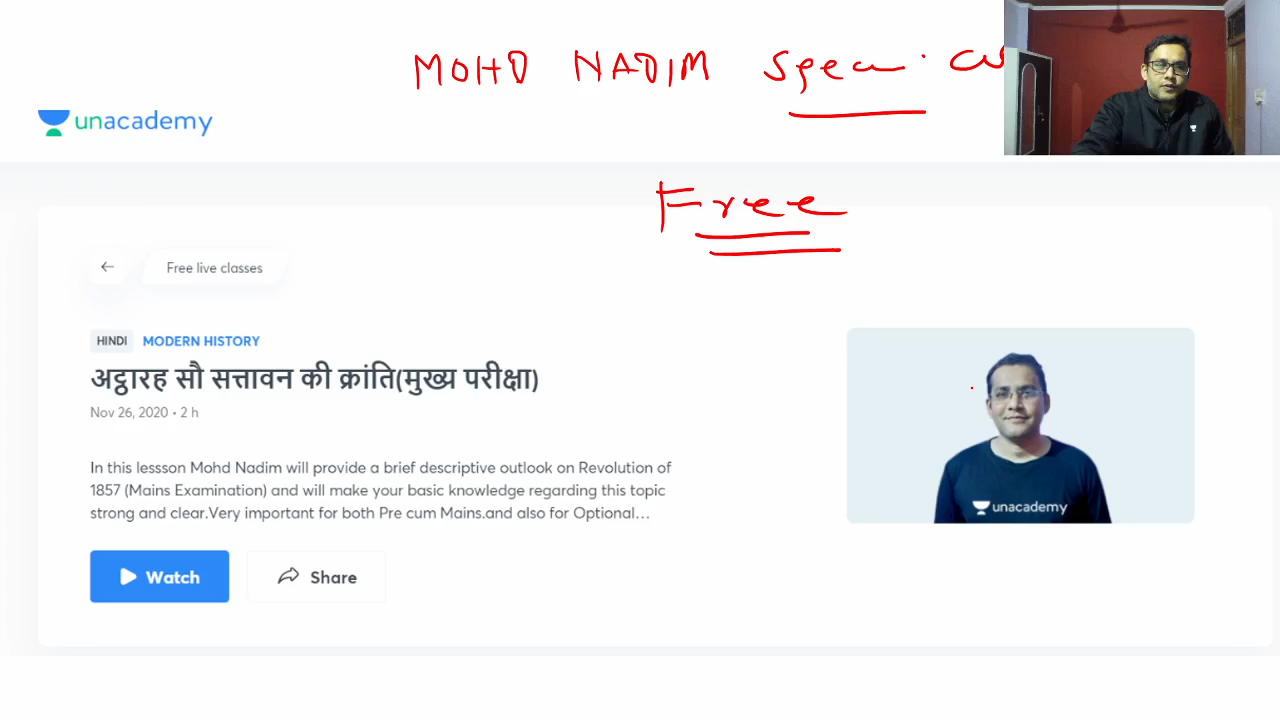 MOHD NADIM
unacademy
Free
Free live classes
HINDI MODERN HISTORY
अट्ठारह सौ सत्तावन की क्रांति(मुख्य परीक्षा)
Nov 26, 2020 • 2 h
In this lessson Mohd Nadim will provide a brief descriptive outlook on Revolution of
1857 (Mains Examination) and will make your basic knowledge regarding this topic
strong and clear.Very important for both Pre cum Mains.and also for Optional...
unacademy
Watch Share